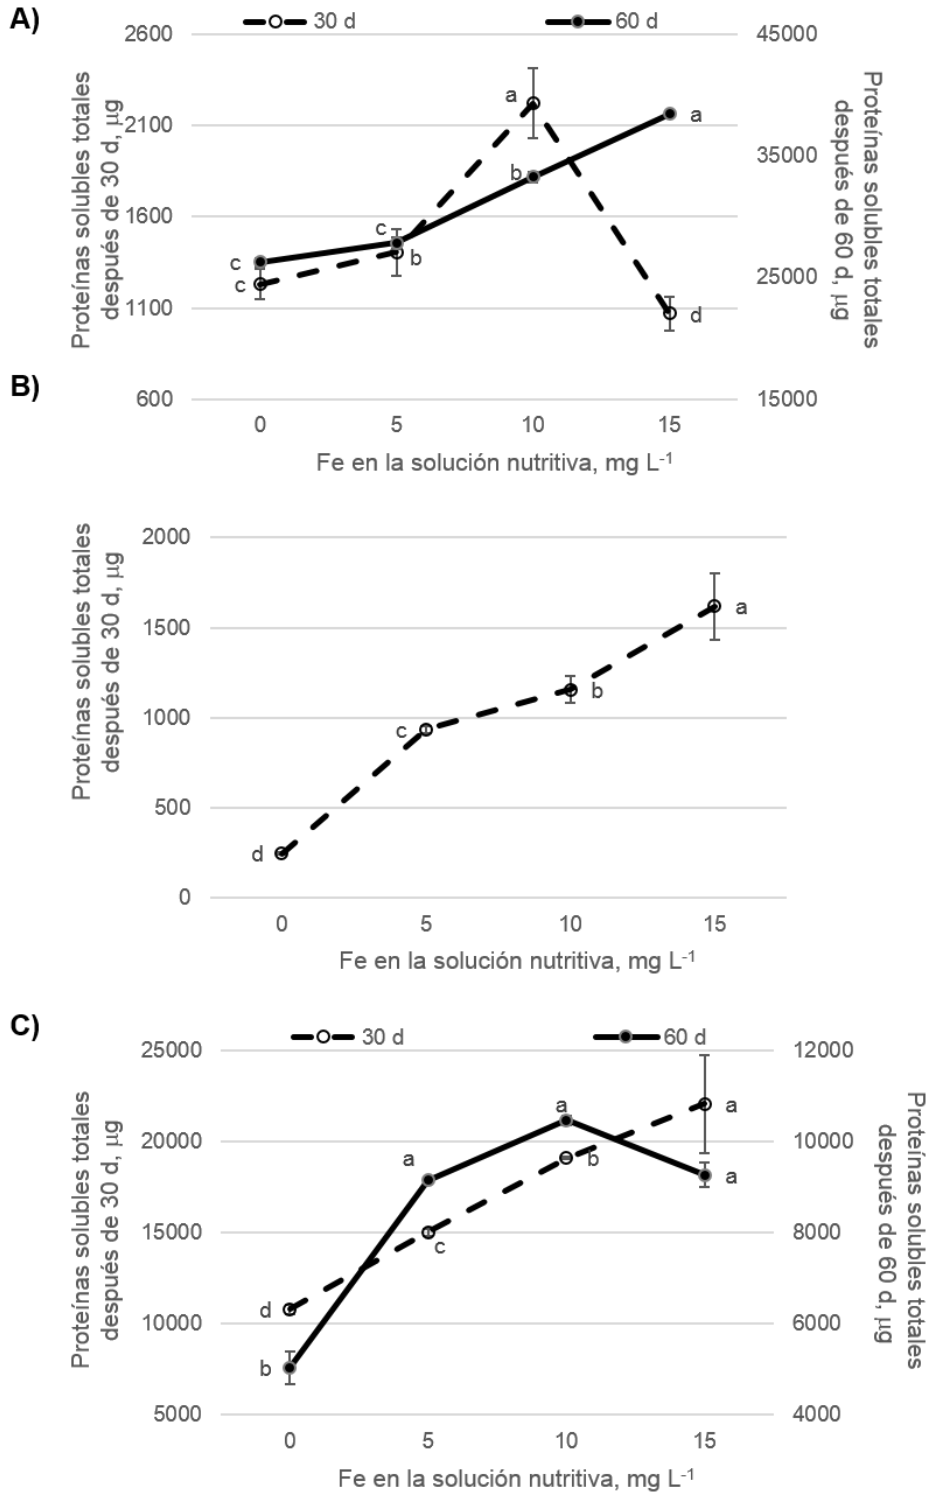 A)
30 d
60 d
2600
2100
1600
1100
600
45000
35000
25000
15000
Proteínas solubles totales
después de 30 d, µg
Proteínas solubles totales
después de 60 d, µg
a
a
b
c
b
c
c
d
0 5 10 15
Fe en la solución nutritiva, mg L-1
B)
2000
1500
1000
500
0
Proteínas solubles totales
después de 30 d, µg
a
b
c
d
0 5 10 15
Fe en la solución nutritiva, mg L-1
C)
30 d
60 d
25000
20000
15000
10000
5000
12000
10000
8000
6000
4000
Proteínas solubles totales
después de 30 d, µg
Proteínas solubles totales
después de 60 d, µg
a
a
a
b
a
c
d
b
0 5 10 15
Fe en la solución nutritiva, mg L-1